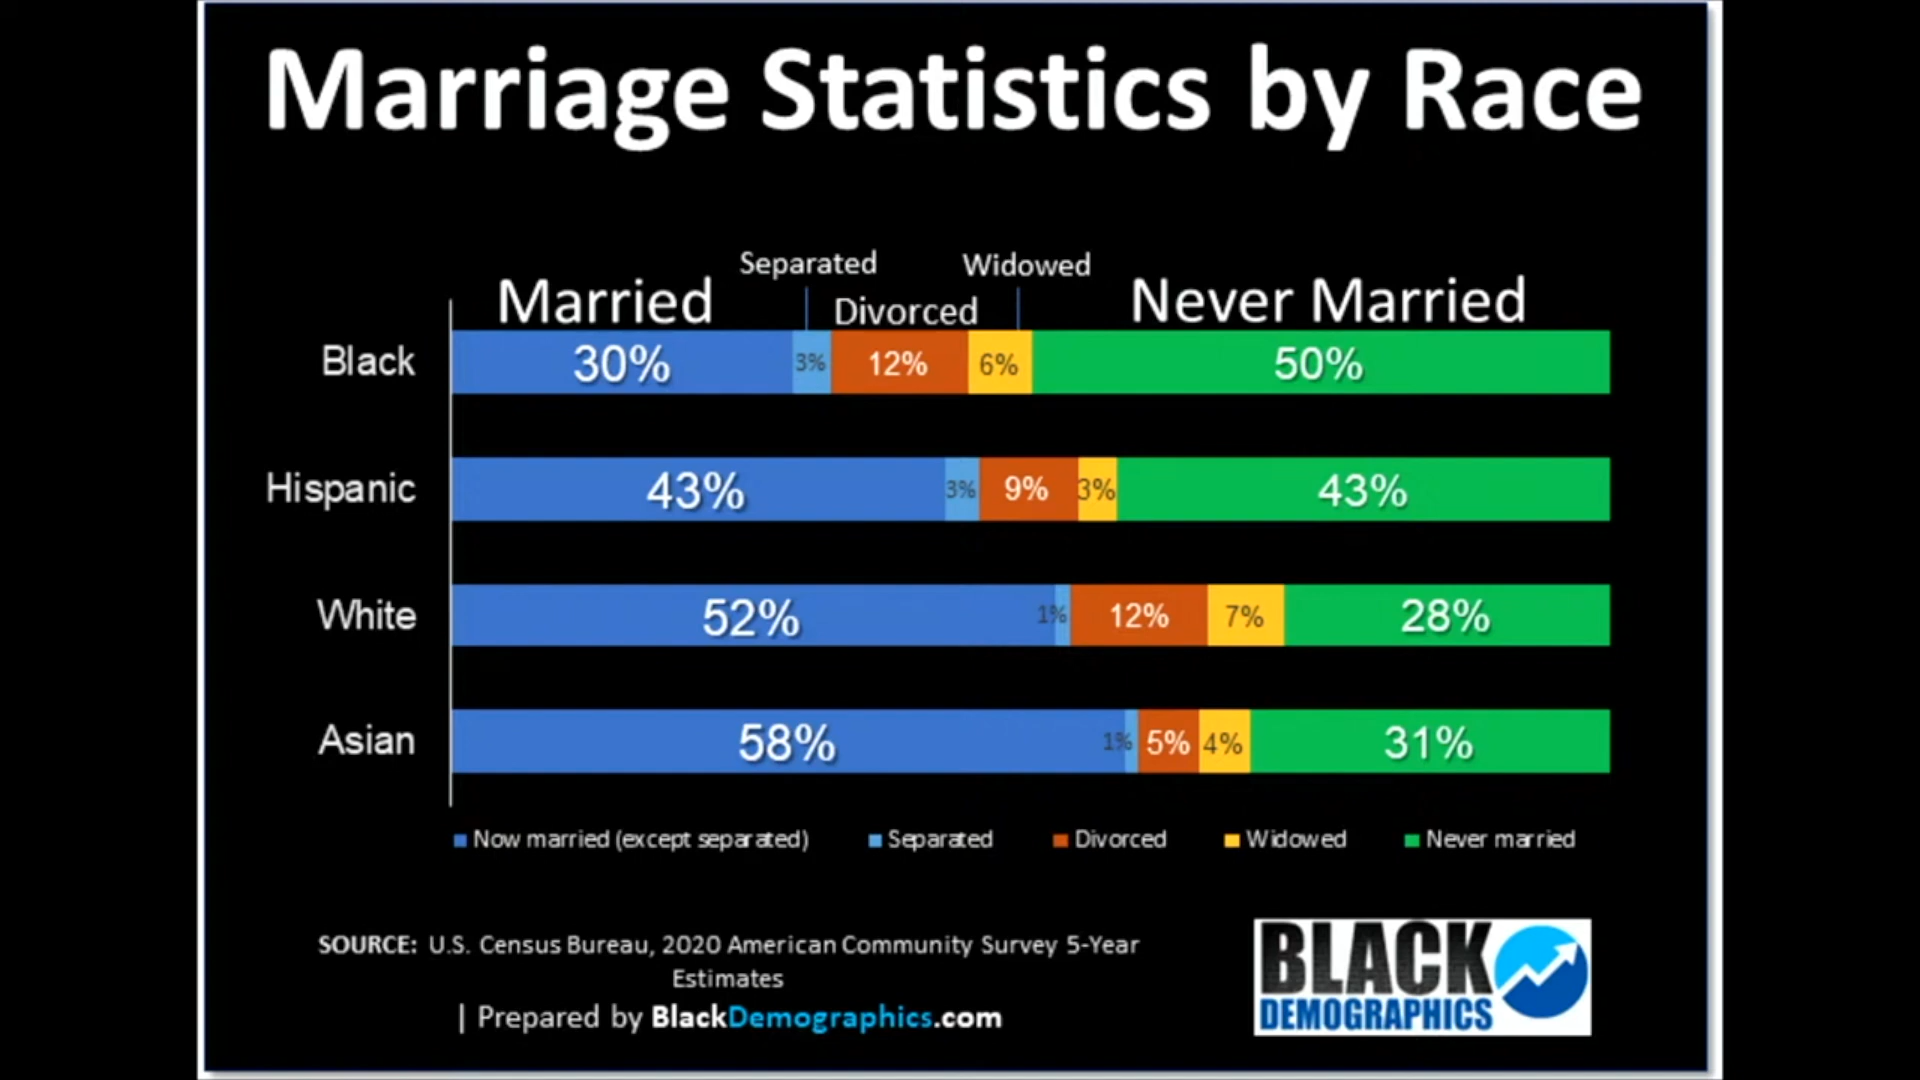 Marriage Statistics by Race
Separated
Widowed
Married
Divorced
Never Married
Black
30%
3%
12%
6%
50%
Hispanic
43%
3%
9%
3%
43%
White
52%
1%
12%
7%
28%
Asian
58%
1%
5%
4%
31%
Now married (except separated)
Separated
Divorced
Widowed
Never married
SOURCE: U.S. Census Bureau, 2020 American Community Survey 5-Year
Estimates
| Prepared by BlackDemographics.com
BLACK
DEMOGRAPHICS